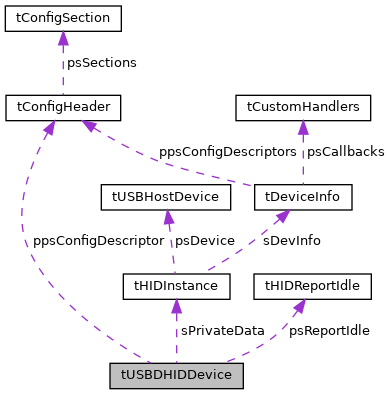 tConfigSection
psSections
tConfigHeader
tCustomHandlers
ppsConfigDescriptors
psCallbacks
tUSBHostDevice
tDeviceInfo
ppsConfigDescriptor
psDevice
sDevInfo
tHIDInstance
tHIDReportIdle
sPrivateData
psReportIdle
tUSBDHIDDevice